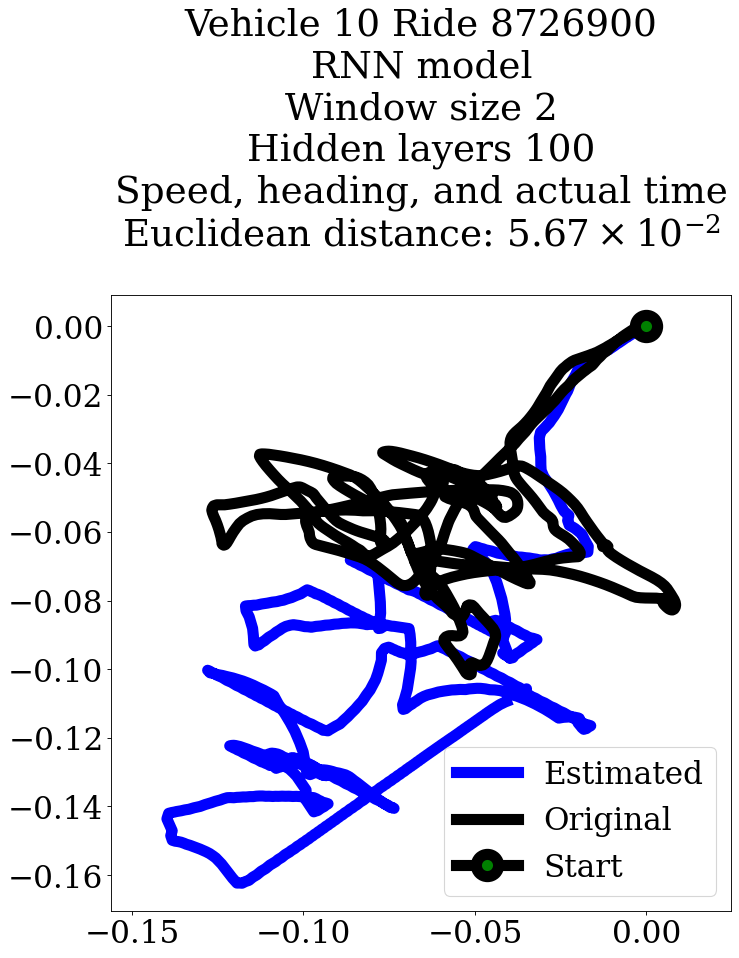 Vehicle 10 Ride 8726900
RNN model
Window size 2
Hidden layers 100
Speed, heading, and actual time
Euclidean distance: 5.67 × 10⁻²
0.00
−0.02
−0.04
−0.06
−0.08
−0.10
−0.12
−0.14
−0.16
Estimated
Original
Start
−0.15
−0.10
−0.05
0.00